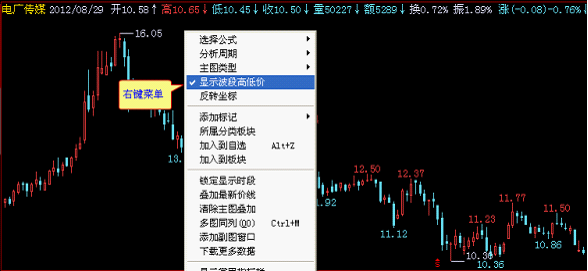 电广传媒 2012/08/29 开10.58↑ 高10.65↓ 低10.45↓ 收10.50↓ 量50227↓ 额5289↓ 换0.72% 振1.89% 涨(-0.08)-0.76%↓
16.05
选择公式
分析周期
主图类型
✓ 显示波段高低价
右键菜单
反转坐标
添加标记
所属分类板块
加入到自选 Alt+Z
加入到板块
13.
锁定显示时段
叠加最新价线
清除主图叠加
多图同列(QQ) Ctrl+M
添加副图窗口
下载更多数据
12.50
12.37
11.92
11.12
11.23
11.77
11.50
10.86
10.36
10.36